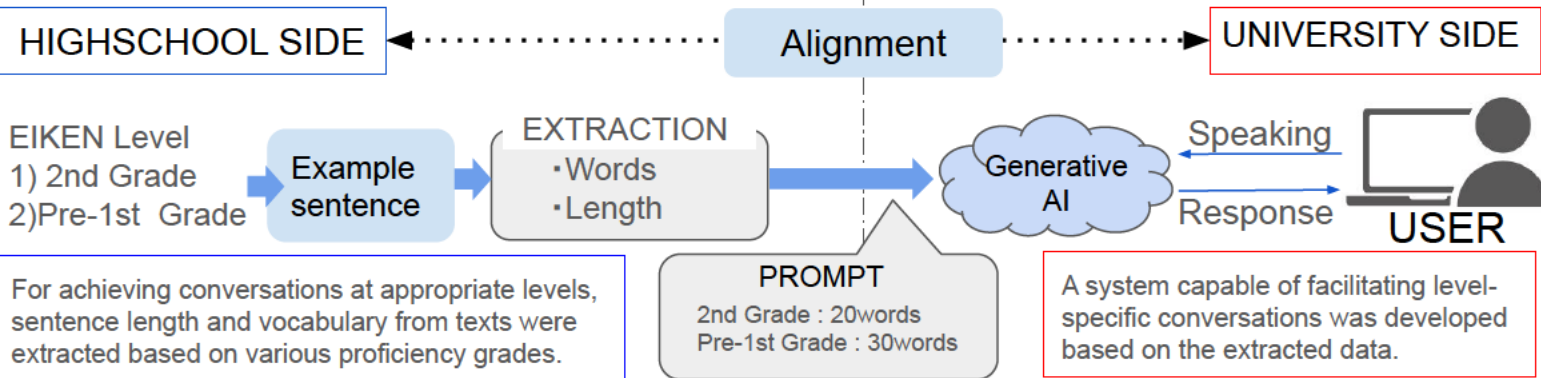 HIGHSCHOOL SIDE
Alignment
UNIVERSITY SIDE
EIKEN Level
1) 2nd Grade
2)Pre-1st Grade
Example
sentence
EXTRACTION
・Words
・Length
Generative
AI
Speaking
Response
USER
For achieving conversations at appropriate levels,
sentence length and vocabulary from texts were
extracted based on various proficiency grades.
PROMPT
2nd Grade : 20words
Pre-1st Grade : 30words
A system capable of facilitating level-
specific conversations was developed
based on the extracted data.